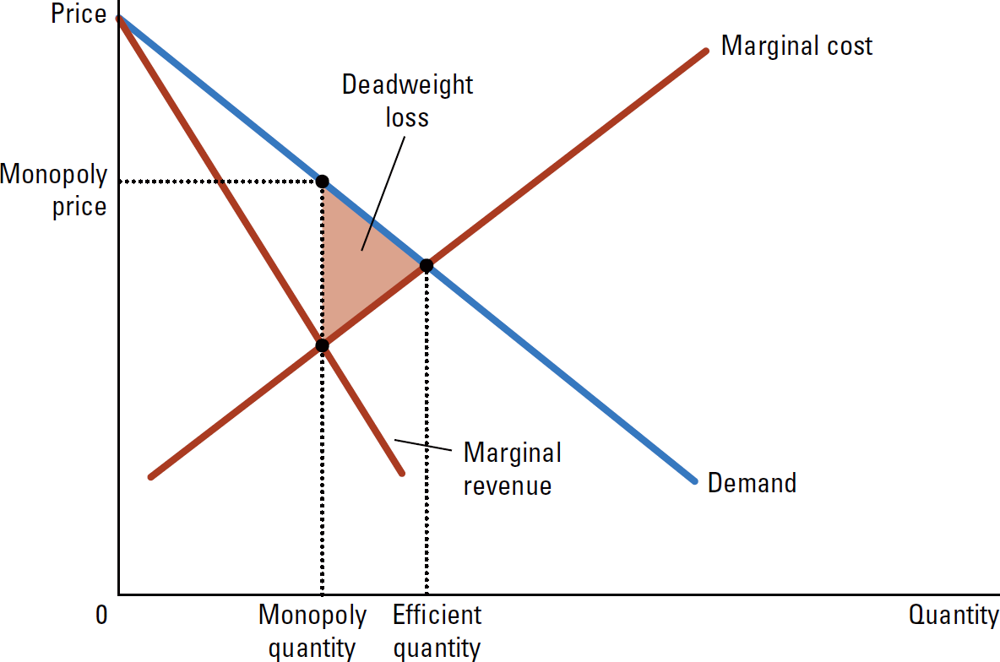 Price
Marginal cost
Deadweight
loss
Monopoly
price
Marginal
revenue
Demand
0
Monopoly
quantity
Efficient
quantity
Quantity